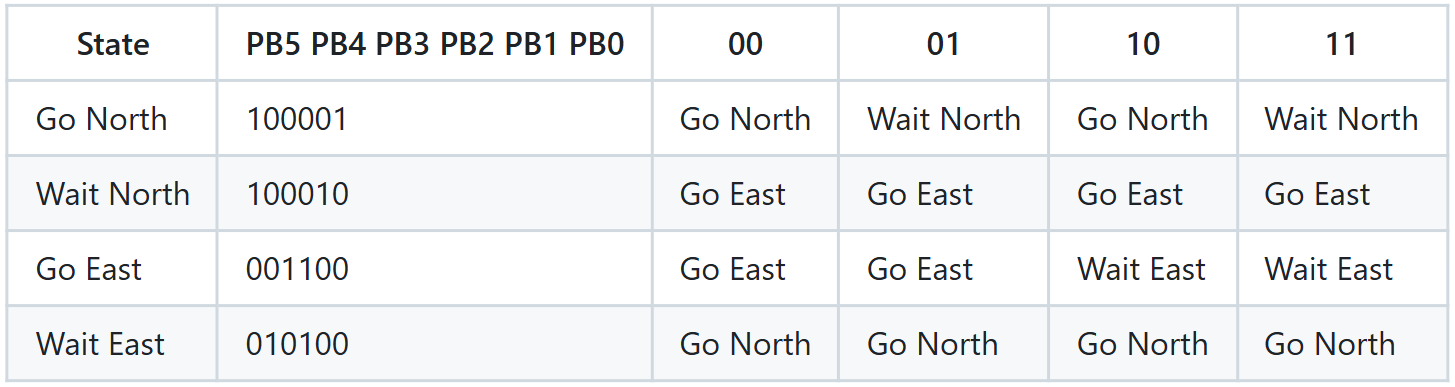 State PB5 PB4 PB3 PB2 PB1 PB0 00 01 10 11
Go North 100001 Go North Wait North Go North Wait North
Wait North 100010 Go East Go East Go East Go East
Go East 001100 Go East Go East Wait East Wait East
Wait East 010100 Go North Go North Go North Go North